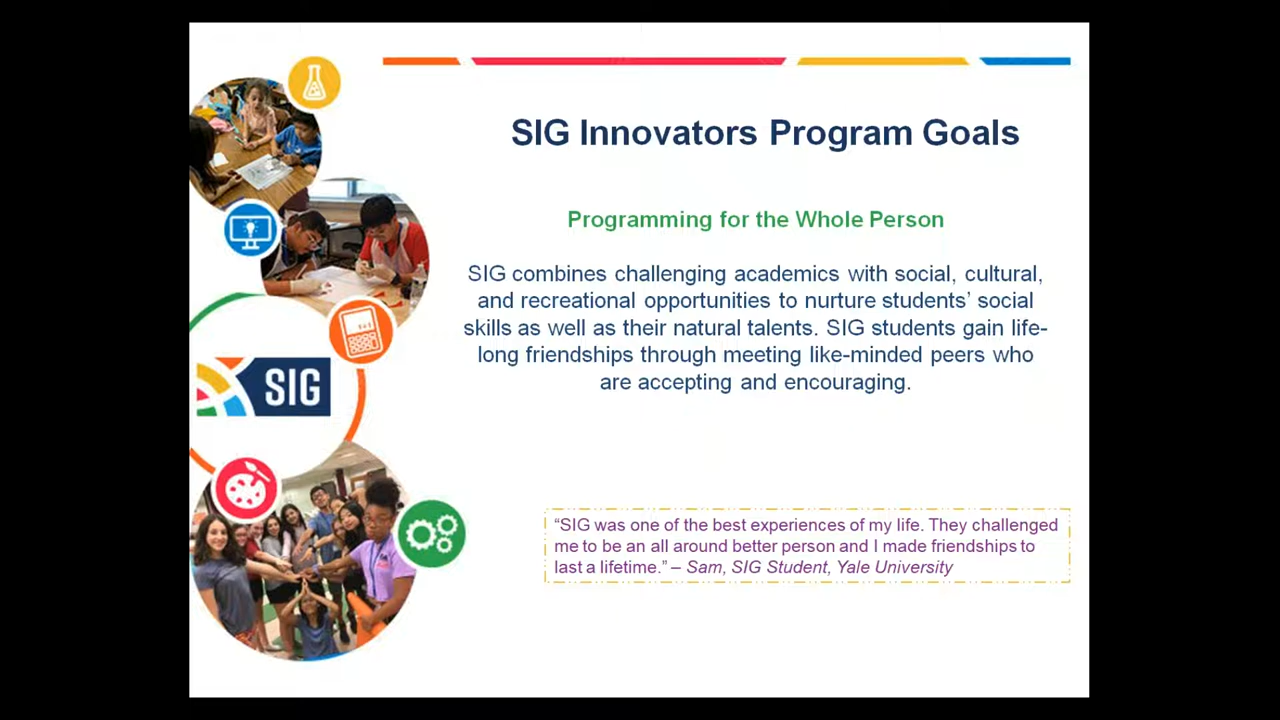 SIG Innovators Program Goals
Programming for the Whole Person
SIG combines challenging academics with social, cultural,
and recreational opportunities to nurture students’ social
skills as well as their natural talents. SIG students gain life-
long friendships through meeting like-minded peers who
are accepting and encouraging.
SIG
“SIG was one of the best experiences of my life. They challenged
me to be an all around better person and I made friendships to
last a lifetime.” – Sam, SIG Student, Yale University